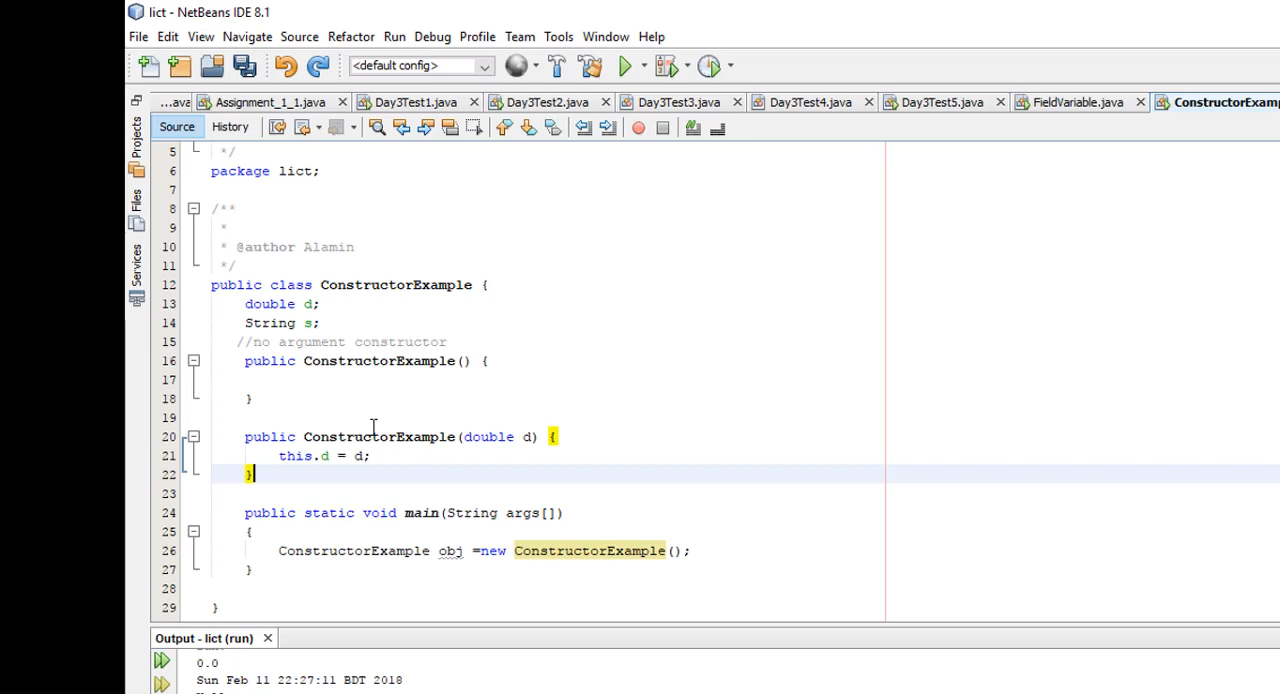 lict - NetBeans IDE 8.1
File Edit View Navigate Source Refactor Run Debug Profile Team Tools Window Help
<default config>
...ava Assignment_1_1.java Day3Test1.java Day3Test2.java Day3Test3.java Day3Test4.java Day3Test5.java FieldVariable.java ConstructorExamp
Source History
Projects
Files
Services
5 */
6 package lict;
7
8 /**
9 *
10 * @author Alamin
11 */
12 public class ConstructorExample {
13 double d;
14 String s;
15 //no argument constructor
16 public ConstructorExample() {
17
18 }
19
20 public ConstructorExample(double d) {
21 this.d = d;
22 }
23
24 public static void main(String args[])
25 {
26 ConstructorExample obj =new ConstructorExample();
27 }
28
29 }
Output - lict (run)
0.0
Sun Feb 11 22:27:11 BDT 2018